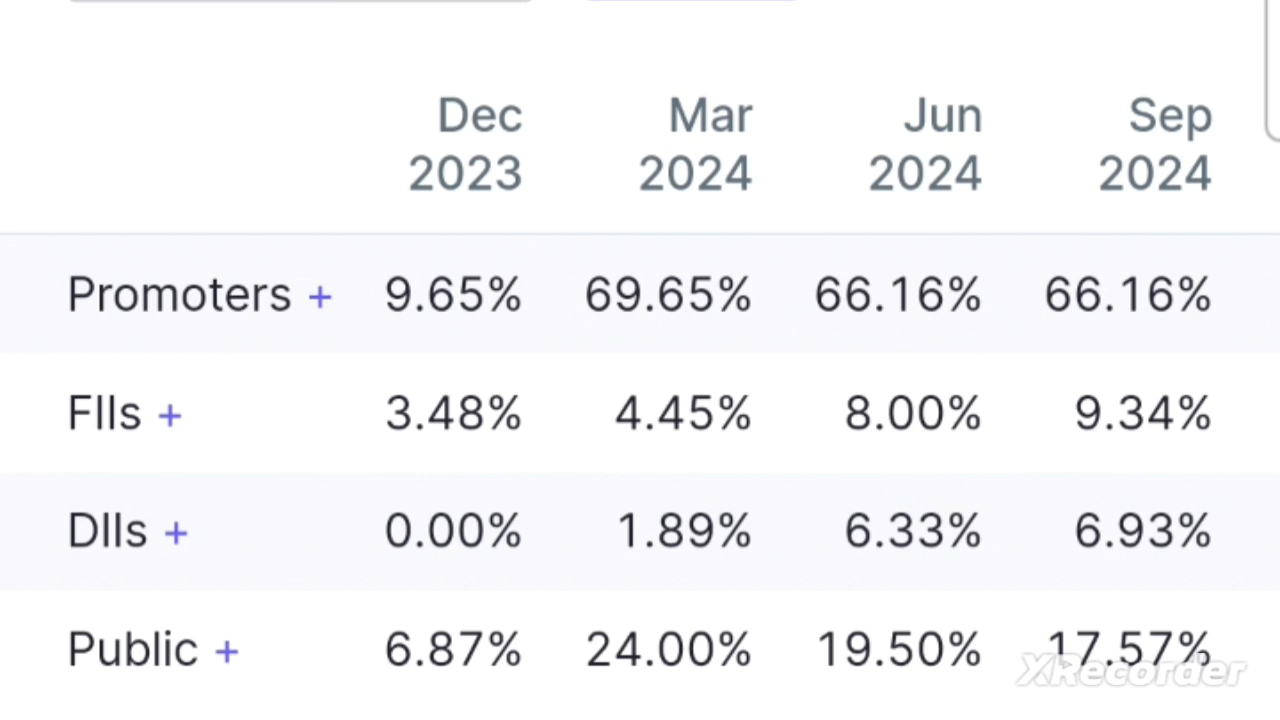 Dec Mar Jun Sep
2023 2024 2024 2024
Promoters + 9.65% 69.65% 66.16% 66.16%
FIIs + 3.48% 4.45% 8.00% 9.34%
DIIs + 0.00% 1.89% 6.33% 6.93%
Public + 6.87% 24.00% 19.50% 17.57%
XRecorder